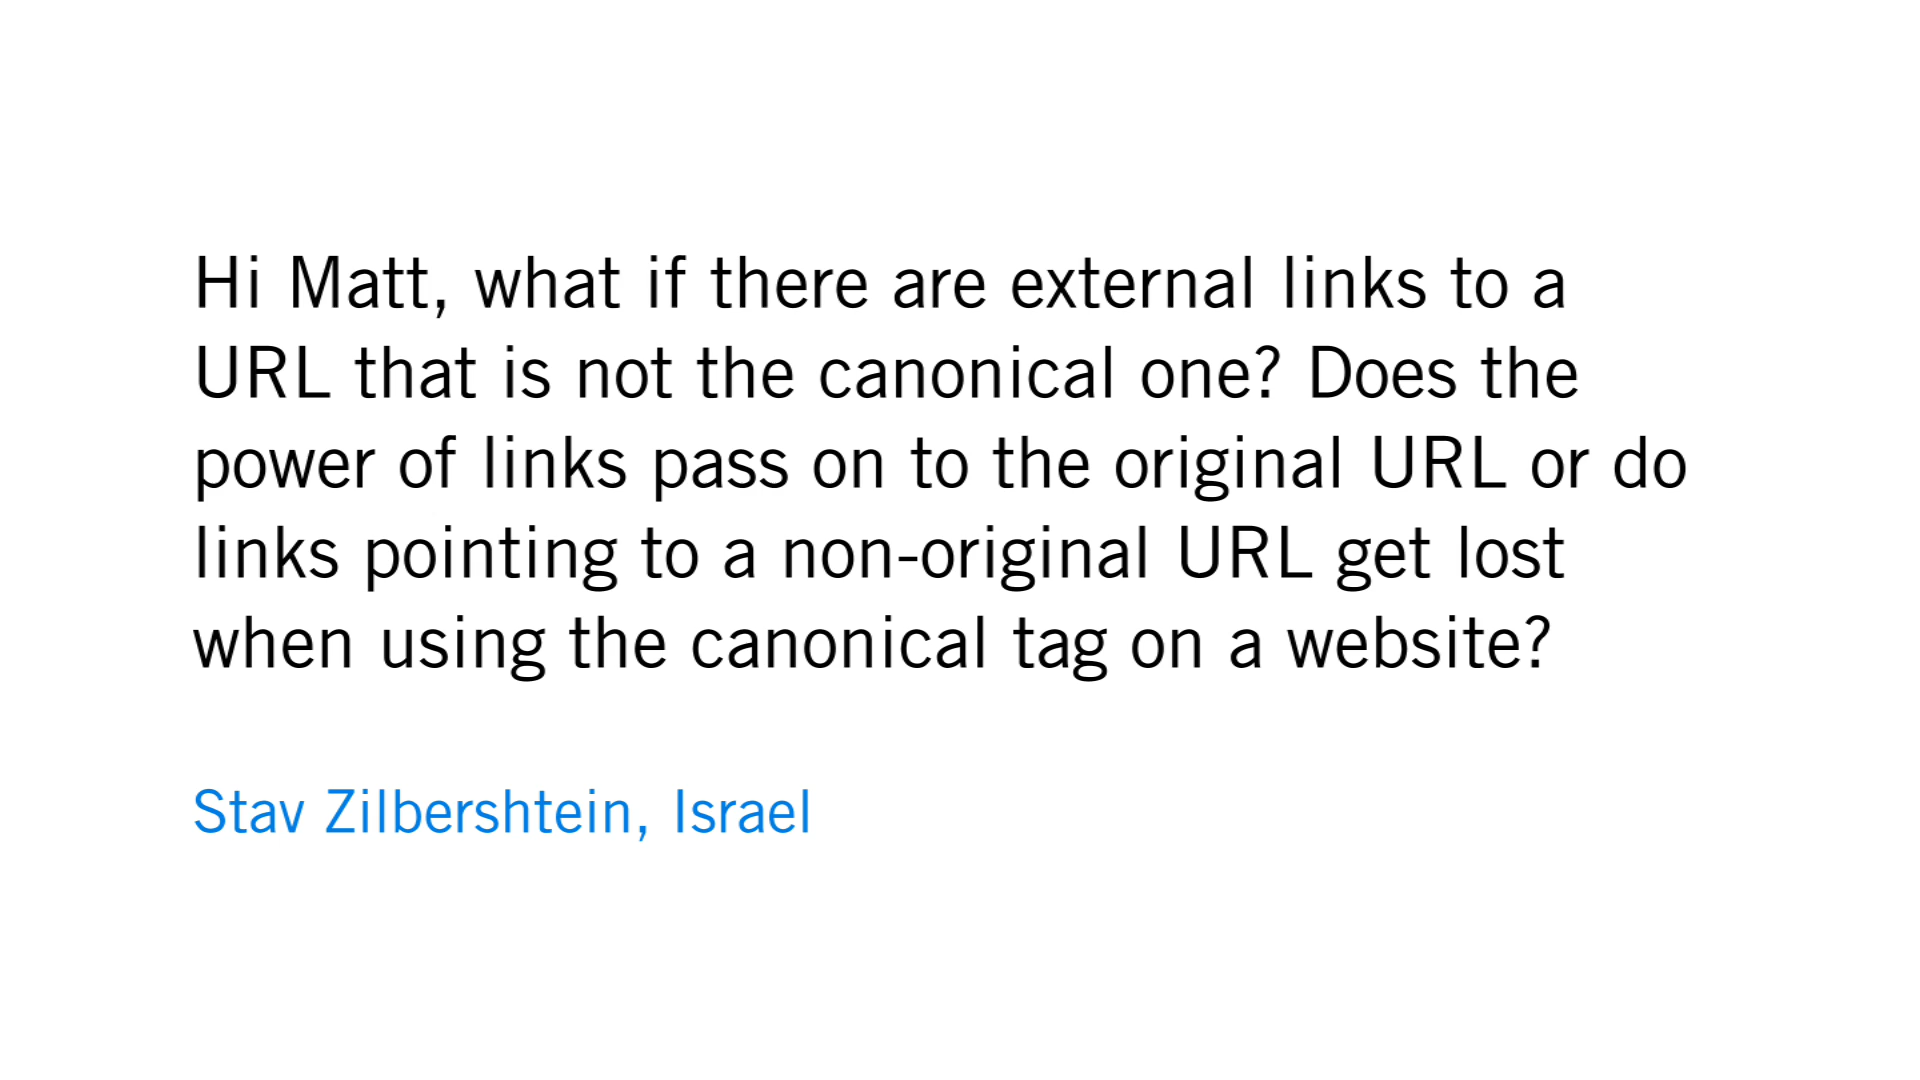 Hi Matt, what if there are external links to a
URL that is not the canonical one? Does the
power of links pass on to the original URL or do
links pointing to a non-original URL get lost
when using the canonical tag on a website?
Stav Zilbershtein, Israel